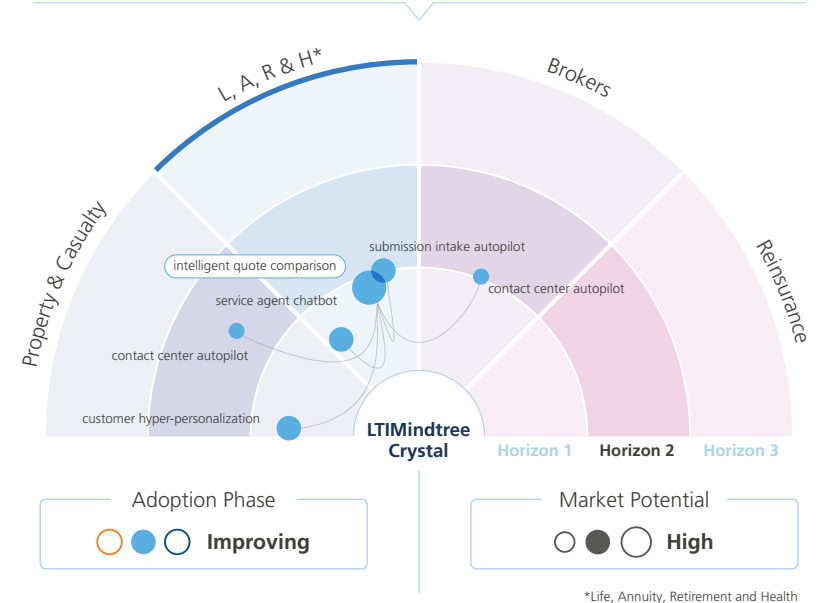 L, A, R & H*
Brokers
Property & Casualty
Reinsurance
submission intake autopilot
intelligent quote comparison
contact center autopilot
service agent chatbot
contact center autopilot
customer hyper-personalization
LTIMindtree
Crystal
Horizon 1
Horizon 2
Horizon 3
Adoption Phase
Improving
Market Potential
High
*Life, Annuity, Retirement and Health